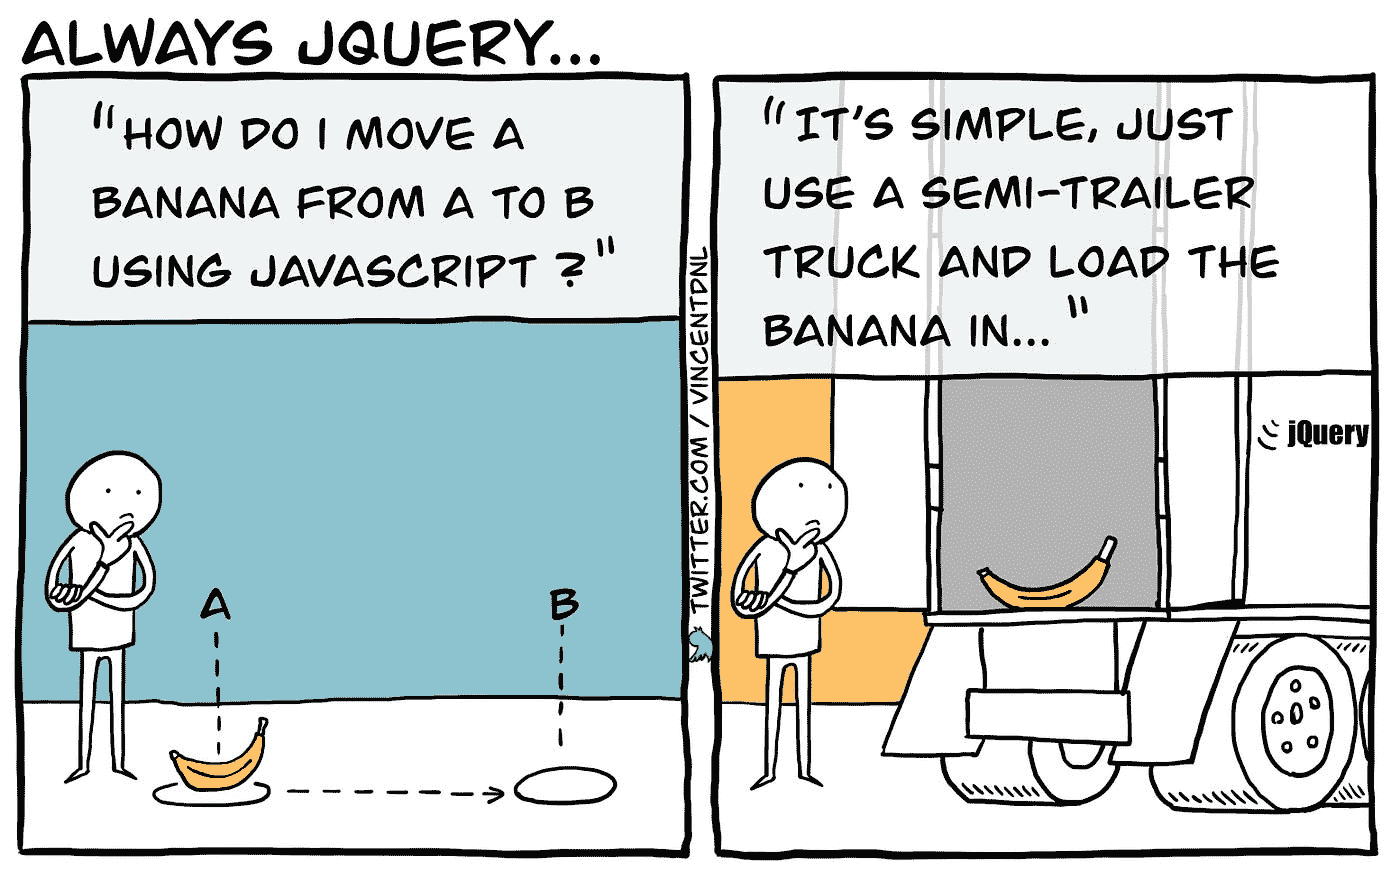 ALWAYS JQUERY...
"HOW DO I MOVE A
BANANA FROM A TO B
USING JAVASCRIPT ?"
A
B
TWITTER.COM / VINCENTDNL
"IT'S SIMPLE, JUST
USE A SEMI-TRAILER
TRUCK AND LOAD THE
BANANA IN... "
jQuery